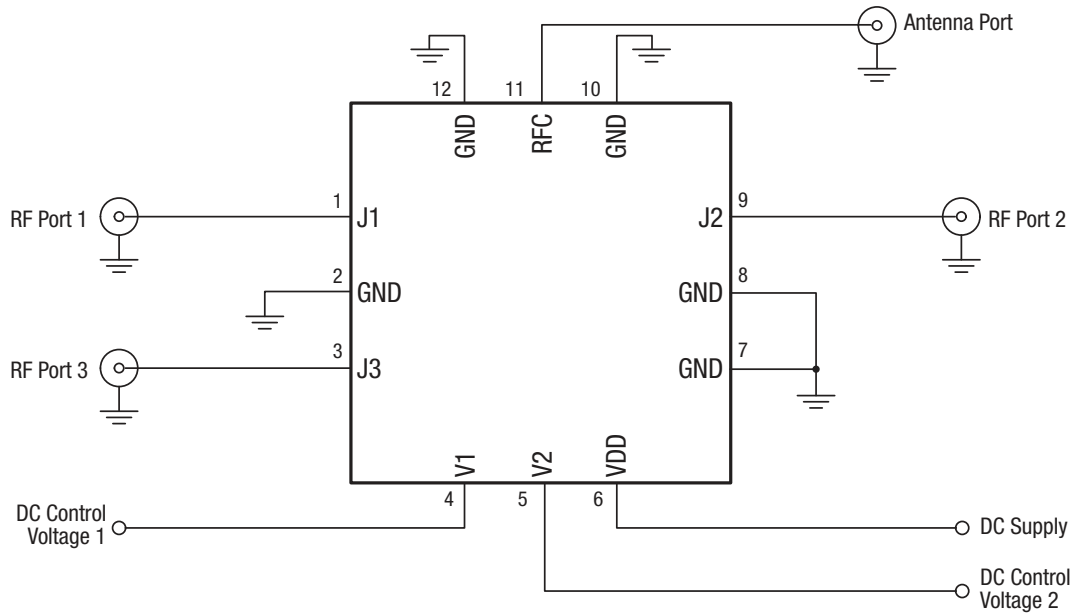 Antenna Port
12
11
10
GND
RFC
GND
RF Port 1
1
J1
J2
9
RF Port 2
2
GND
GND
8
RF Port 3
3
J3
GND
7
V1
V2
VDD
4
5
6
DC Control
Voltage 1
DC Supply
DC Control
Voltage 2